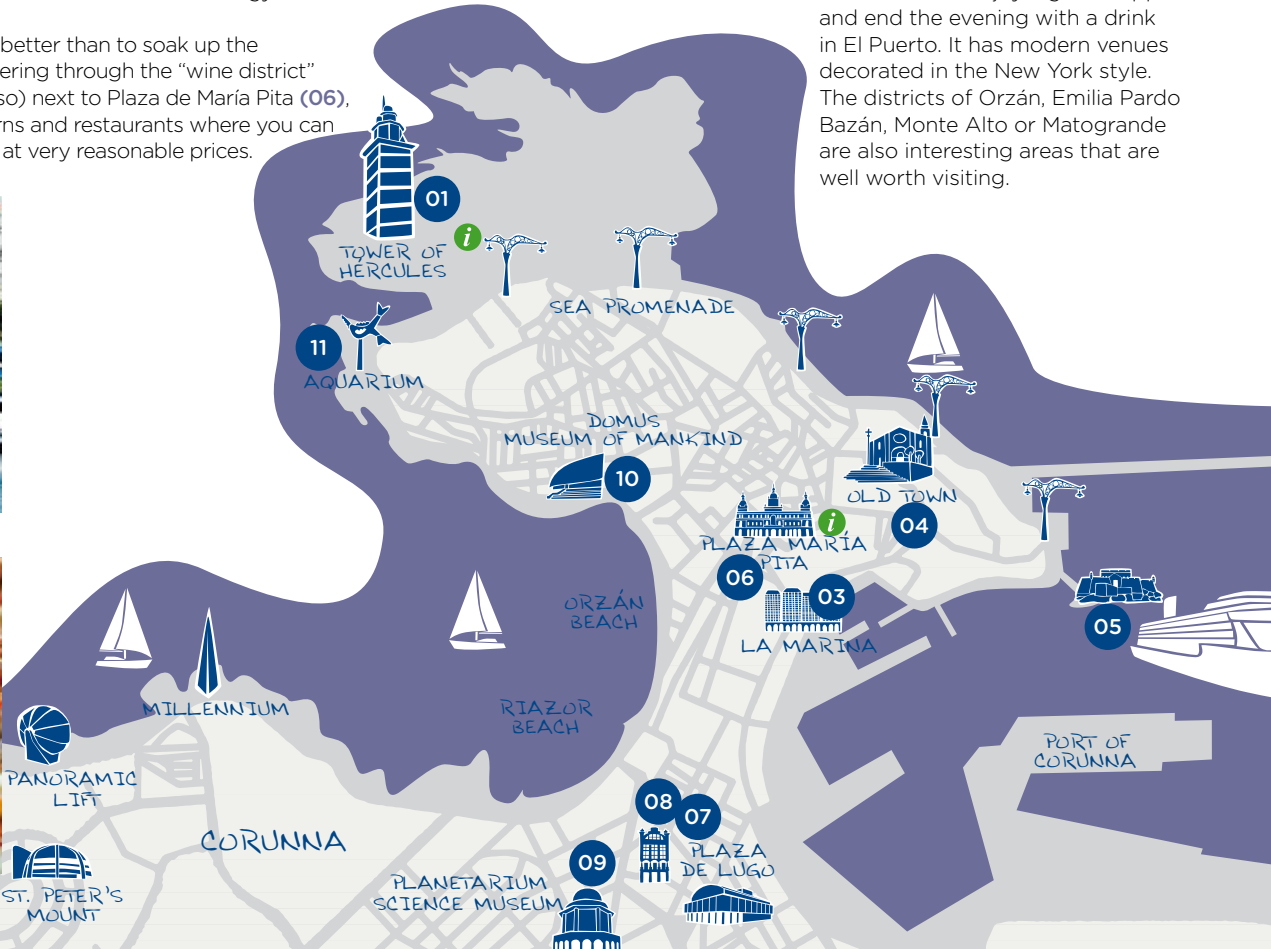 better than to soak up the
ering through the “wine district”
so) next to Plaza de María Pita (06),
rns and restaurants where you can
at very reasonable prices.
and end the evening with a drink
in El Puerto. It has modern venues
decorated in the New York style.
The districts of Orzán, Emilia Pardo
Bazán, Monte Alto or Matogrande
are also interesting areas that are
well worth visiting.
01
i
TOWER OF
HERCULES
SEA PROMENADE
11
AQUARIUM
DOMUS
MUSEUM OF MANKIND
10
OLD TOWN
04
i
PLAZA MARÍA
PITA
06
03
LA MARINA
05
ORZÁN
BEACH
RIAZOR
BEACH
MILLENNIUM
PANORAMIC
LIFT
PORT OF
CORUNNA
CORUNNA
08
07
PLAZA
DE LUGO
09
PLANETARIUM
SCIENCE MUSEUM
ST. PETER'S
MOUNT